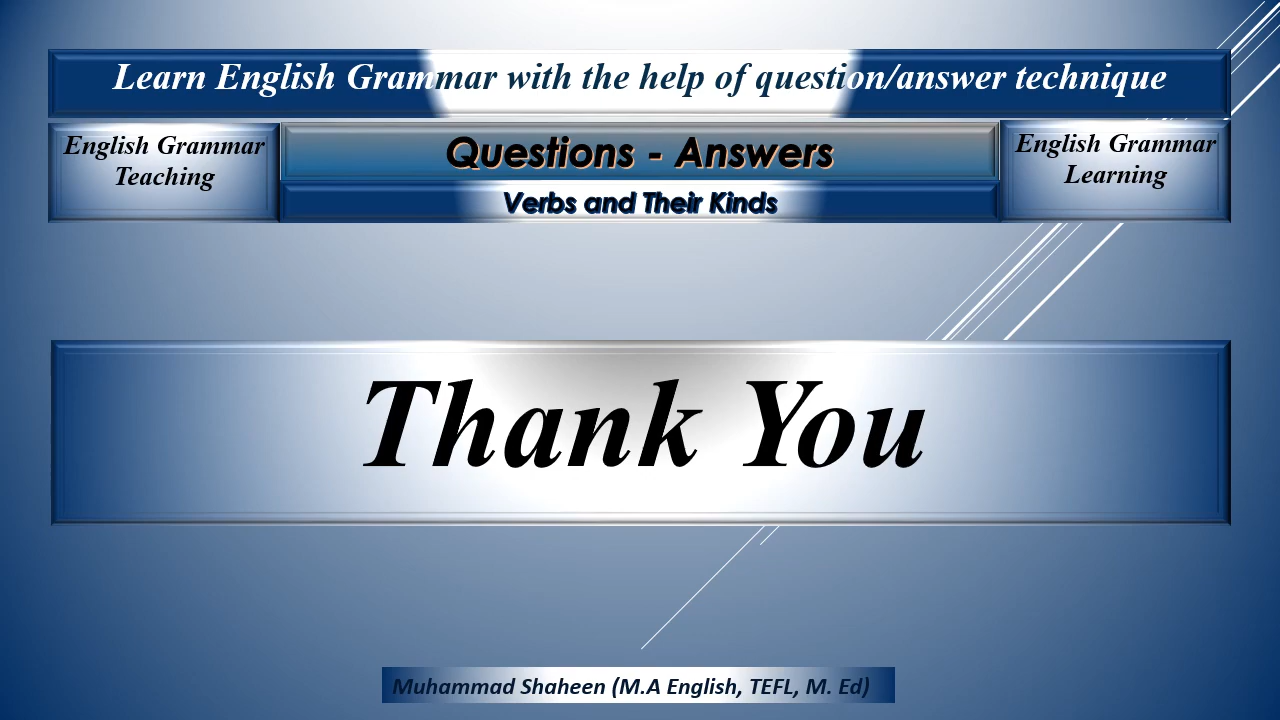 Learn English Grammar with the help of question/answer technique
English Grammar
Teaching
Questions - Answers
Verbs and Their Kinds
English Grammar
Learning
Thank You
Muhammad Shaheen (M.A English, TEFL, M. Ed)